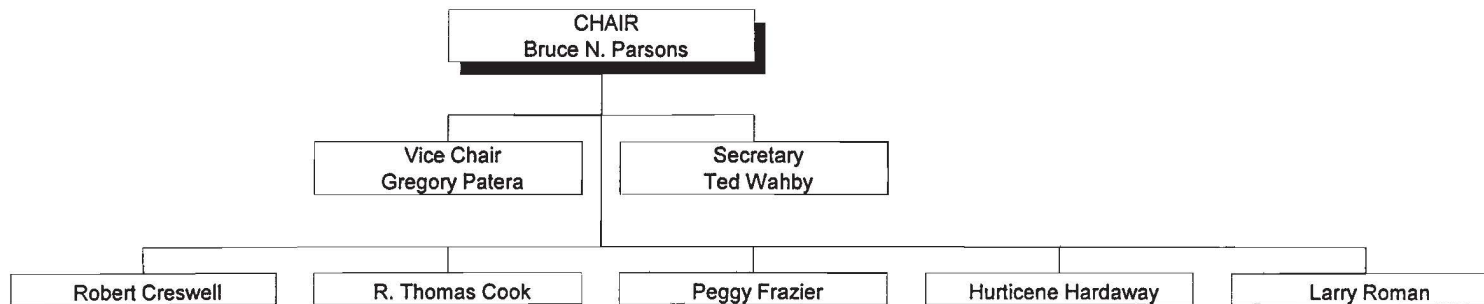 CHAIR
Bruce N. Parsons
Vice Chair
Gregory Patera
Secretary
Ted Wahby
Robert Creswell
R. Thomas Cook
Peggy Frazier
Hurticene Hardaway
Larry Roman